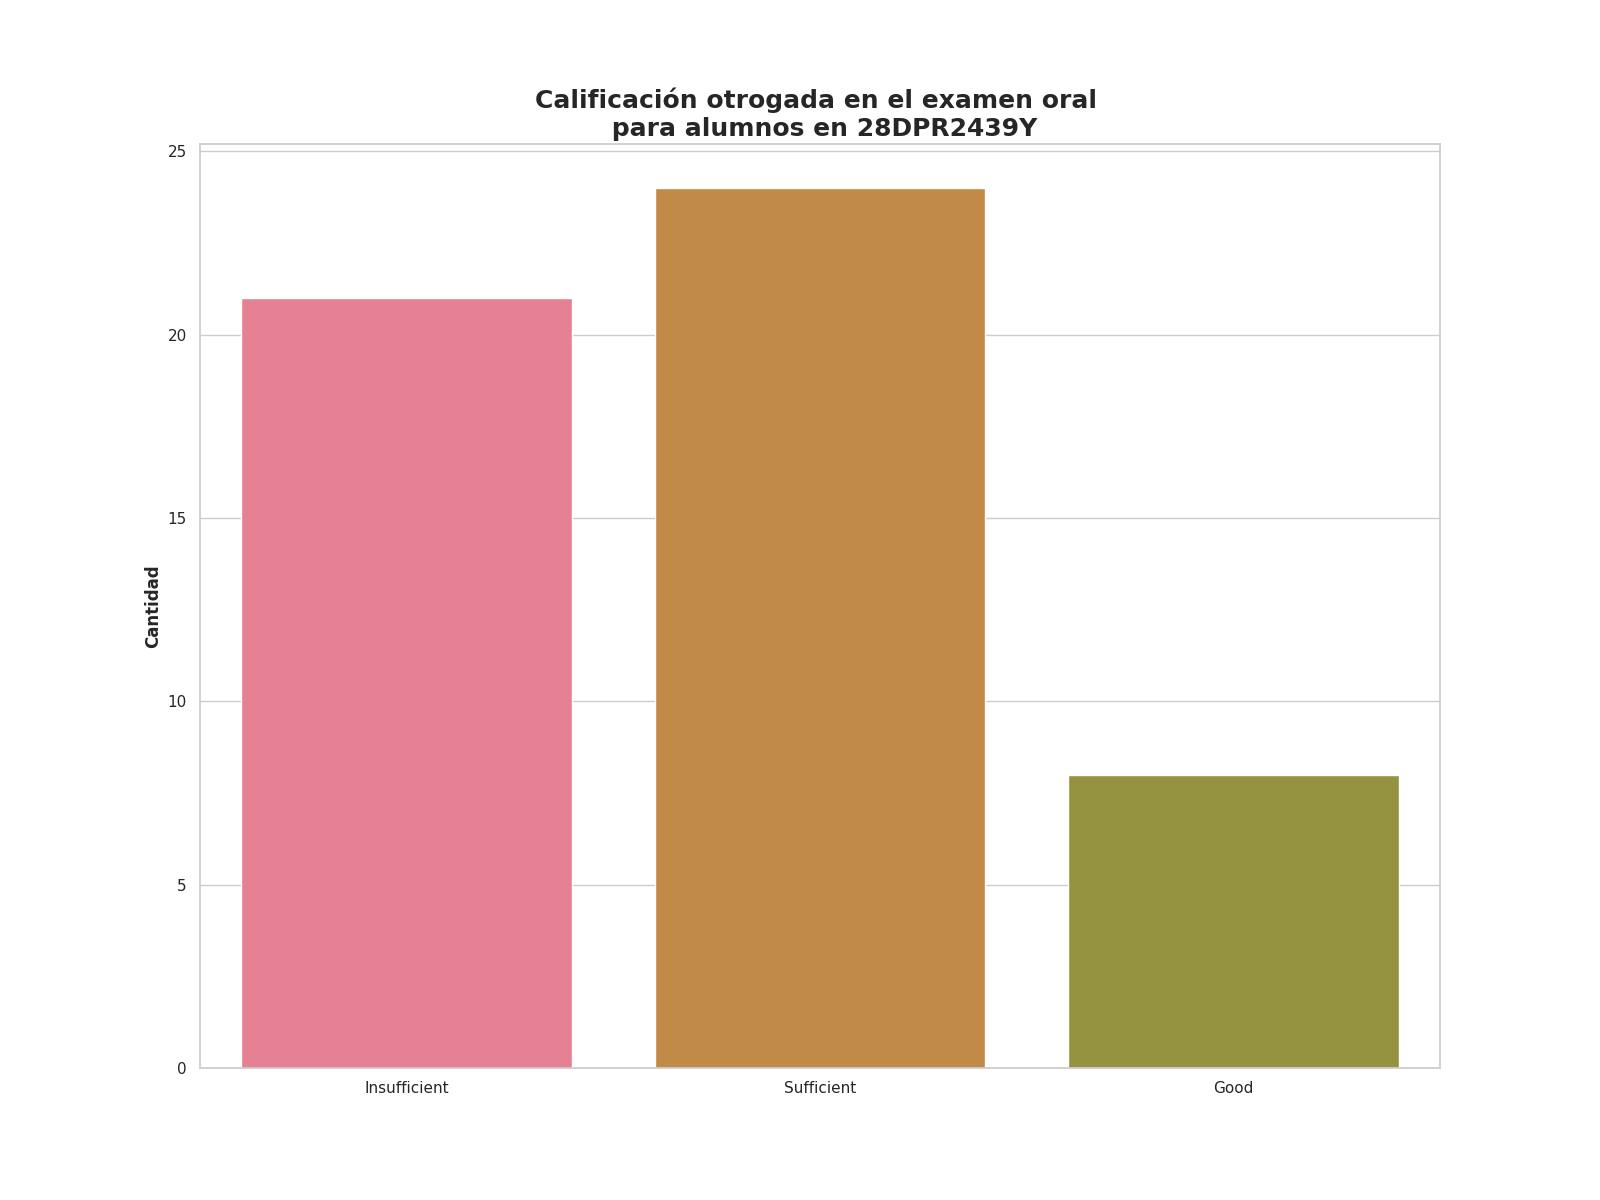 Calificación otrogada en el examen oral
para alumnos en 28DPR2439Y
25
20
15
10
5
0
Cantidad
Insufficient
Sufficient
Good